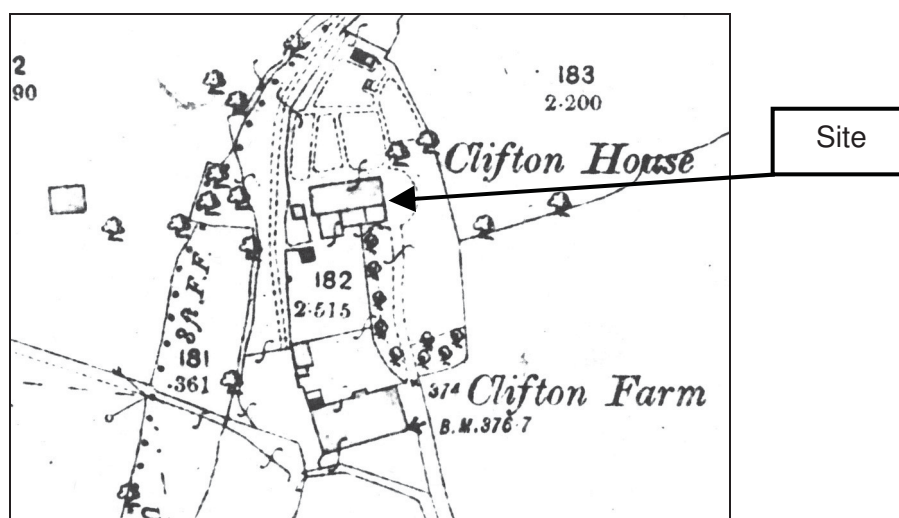 2
90
183
2·200
Site
Clifton House
182
2·515
8ft. F.F.
181
·361
374
Clifton Farm
B.M.376·7